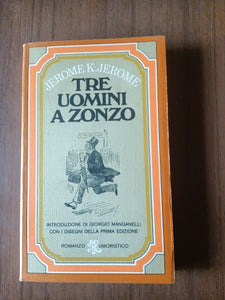 JEROME K. JEROME
TRE
UOMINI
A ZONZO
INTRODUZIONE DI GIORGIO MANGANELLI
CON I DISEGNI DELLA PRIMA EDIZIONE
ROMANZO UMORISTICO